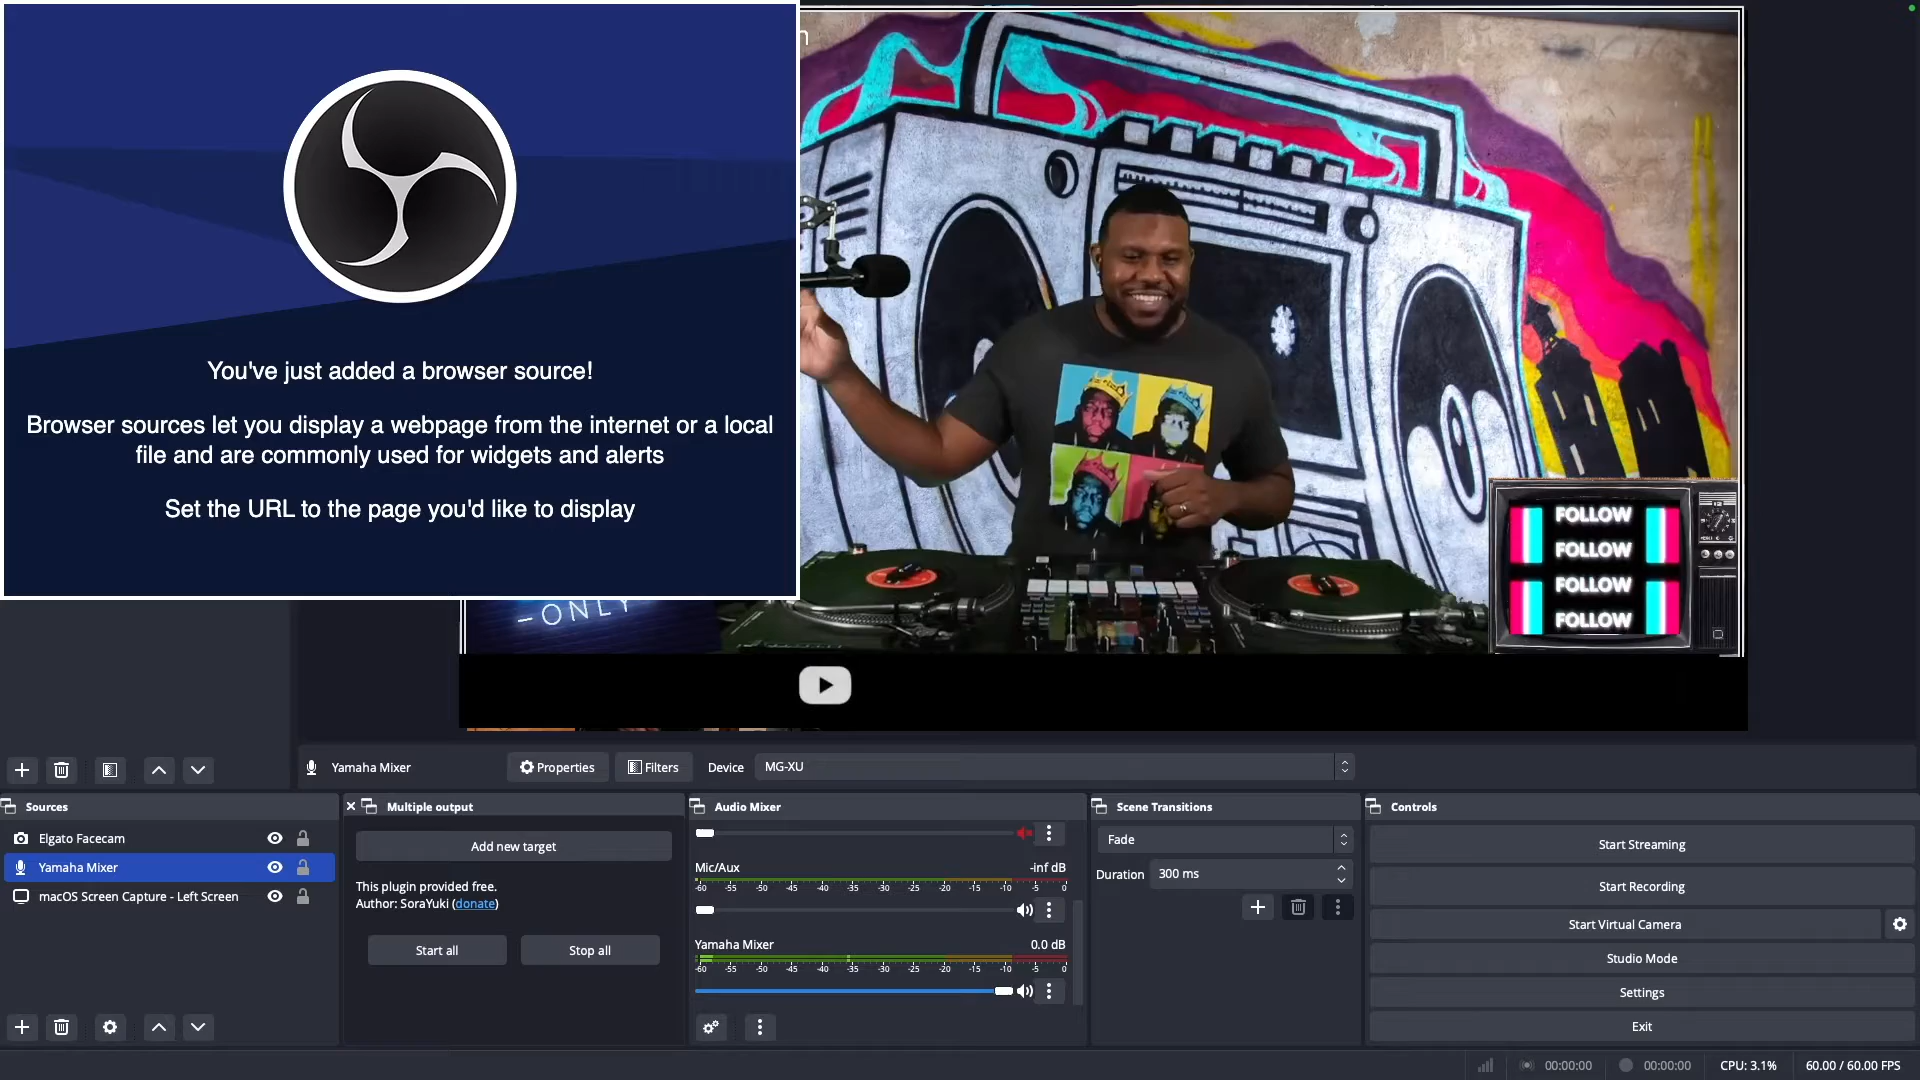 You've just added a browser source!
Browser sources let you display a webpage from the internet or a local
file and are commonly used for widgets and alerts
Set the URL to the page you'd like to display
n
FOLLOW
FOLLOW
FOLLOW
FOLLOW
-ONLY
Yamaha Mixer
Properties
Filters
Device
MG-XU
Sources
Elgato Facecam
Yamaha Mixer
macOS Screen Capture - Left Screen
Multiple output
Add new target
This plugin provided free.
Author: SoraYuki (donate)
Start all
Stop all
Audio Mixer
Mic/Aux
-inf dB
-60 -55 -50 -45 -40 -35 -30 -25 -20 -15 -10 -5 0
Yamaha Mixer
0.0 dB
-60 -55 -50 -45 -40 -35 -30 -25 -20 -15 -10 -5 0
Scene Transitions
Fade
Duration
300 ms
Controls
Start Streaming
Start Recording
Start Virtual Camera
Studio Mode
Settings
Exit
00:00:00
00:00:00
CPU: 3.1%
60.00 / 60.00 FPS